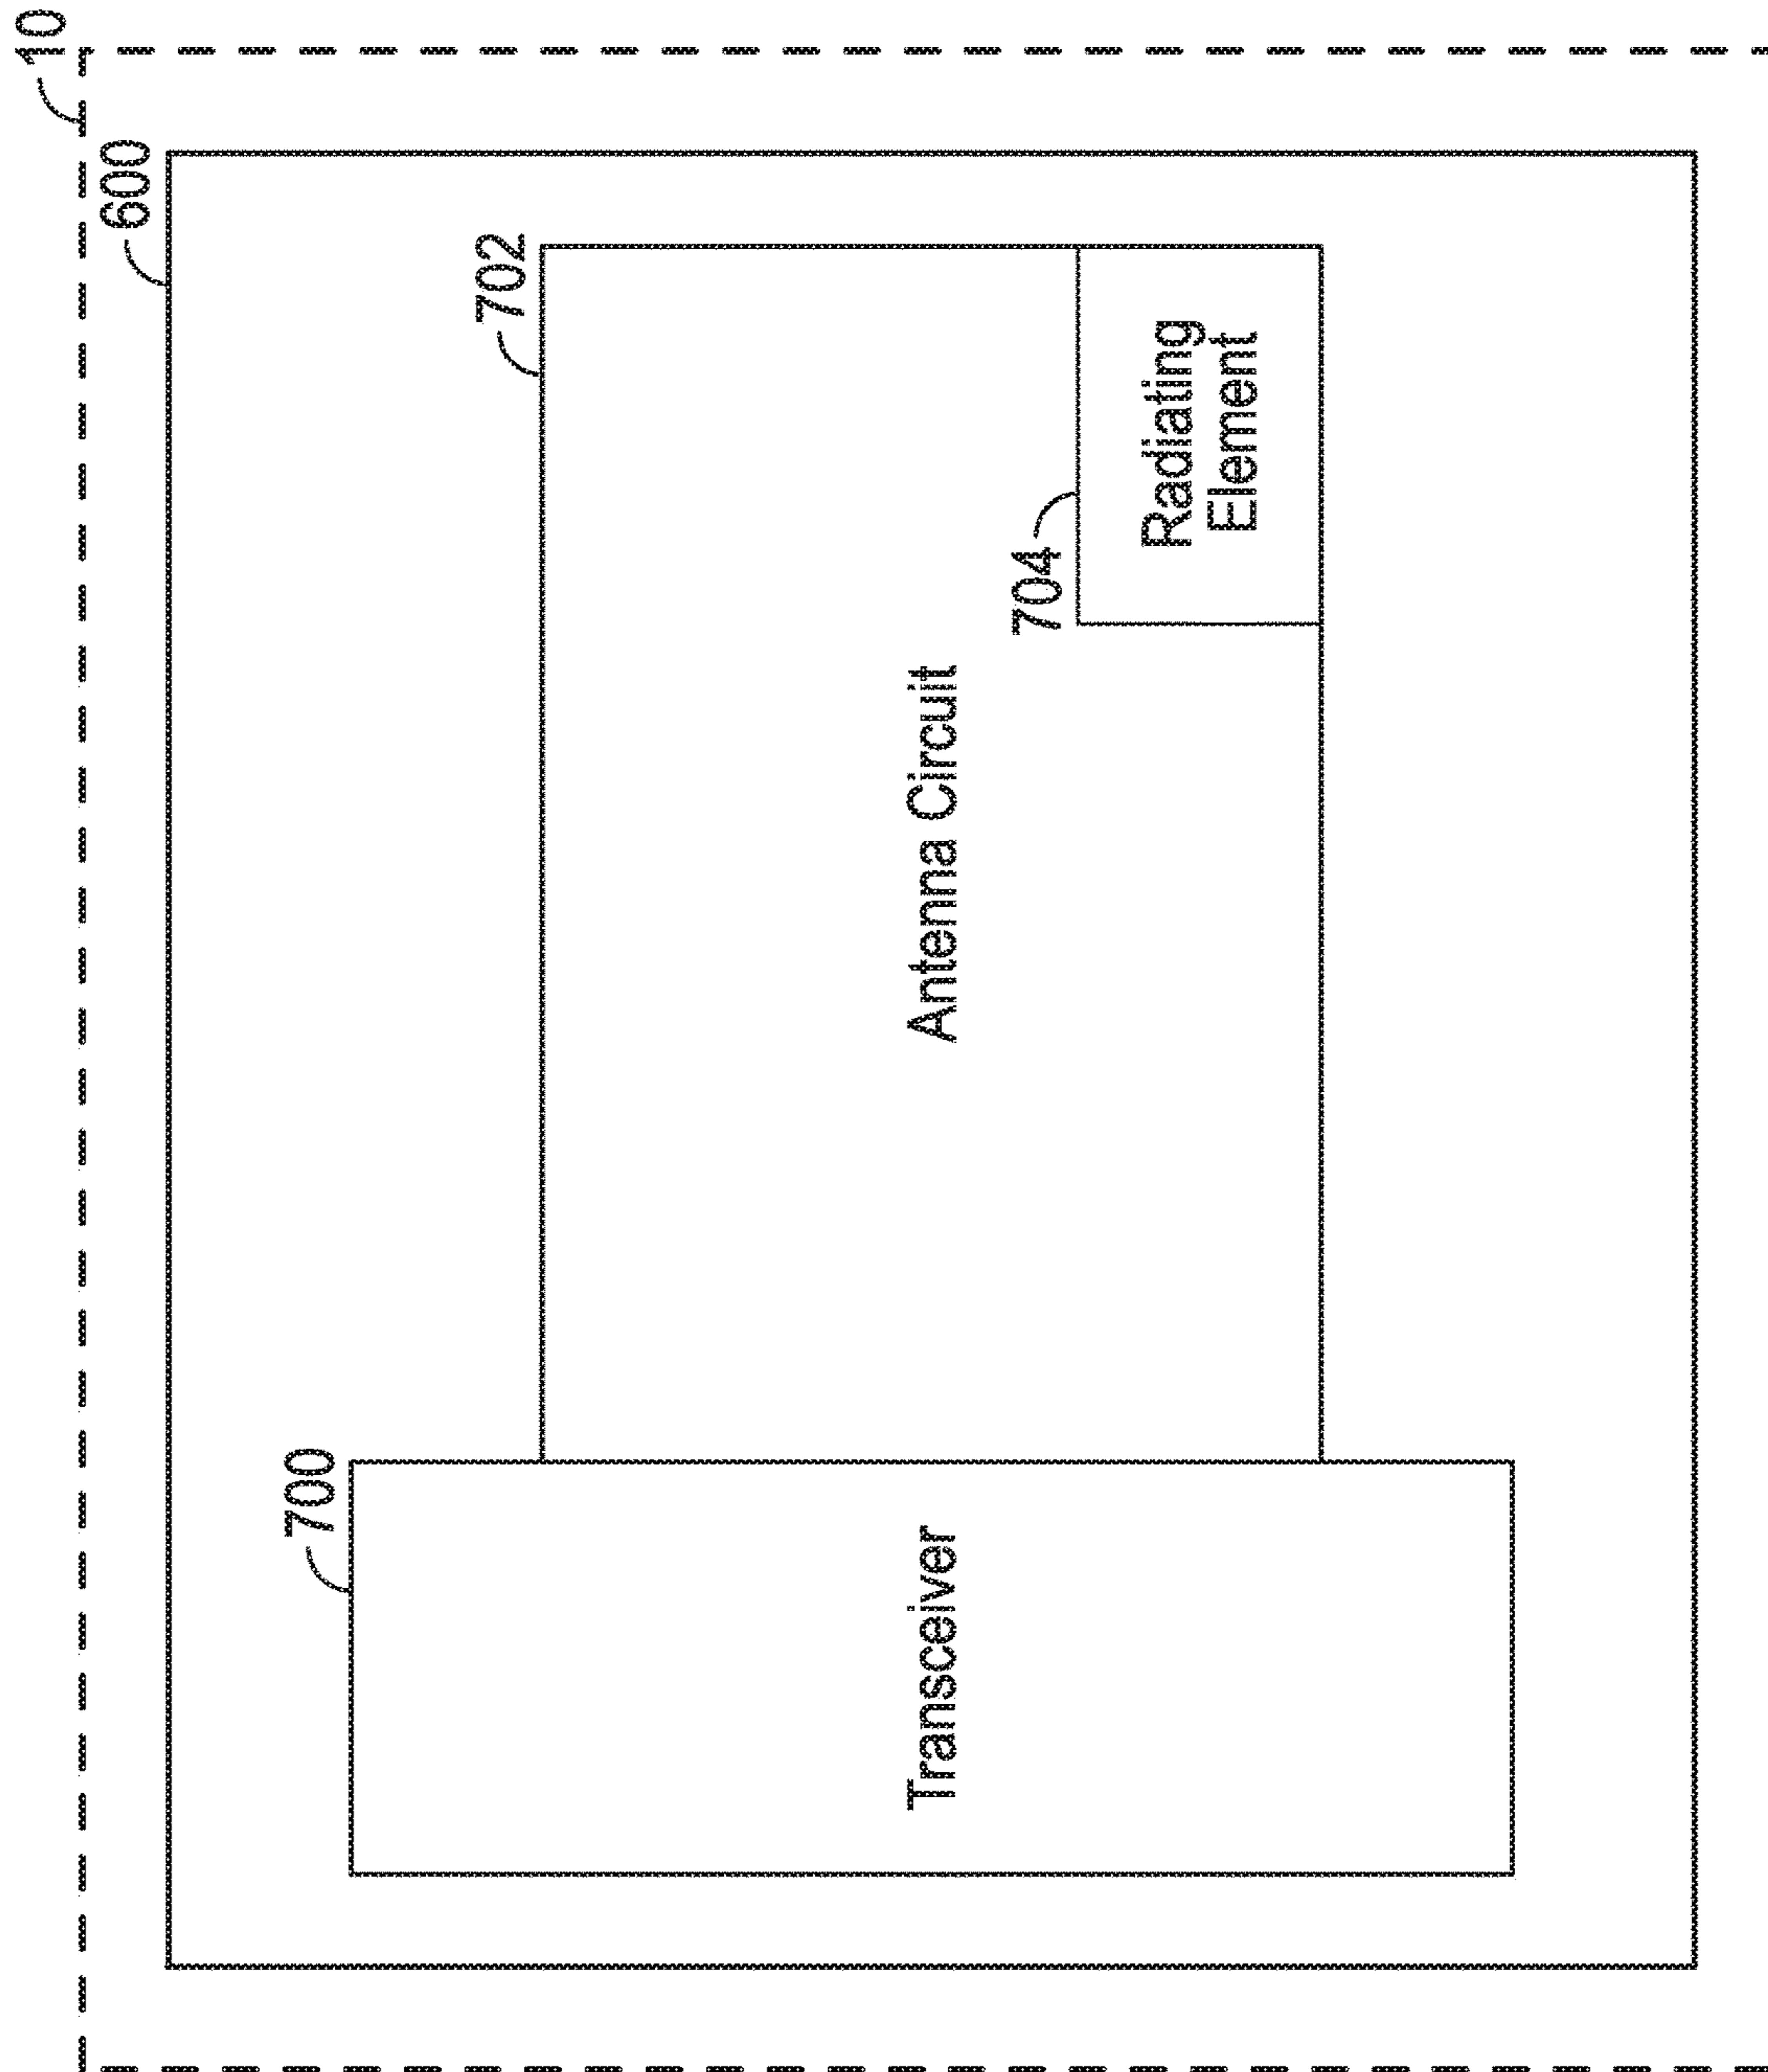 10
600
702
700
704
Transceiver
Antenna Circuit
Radiating
Element